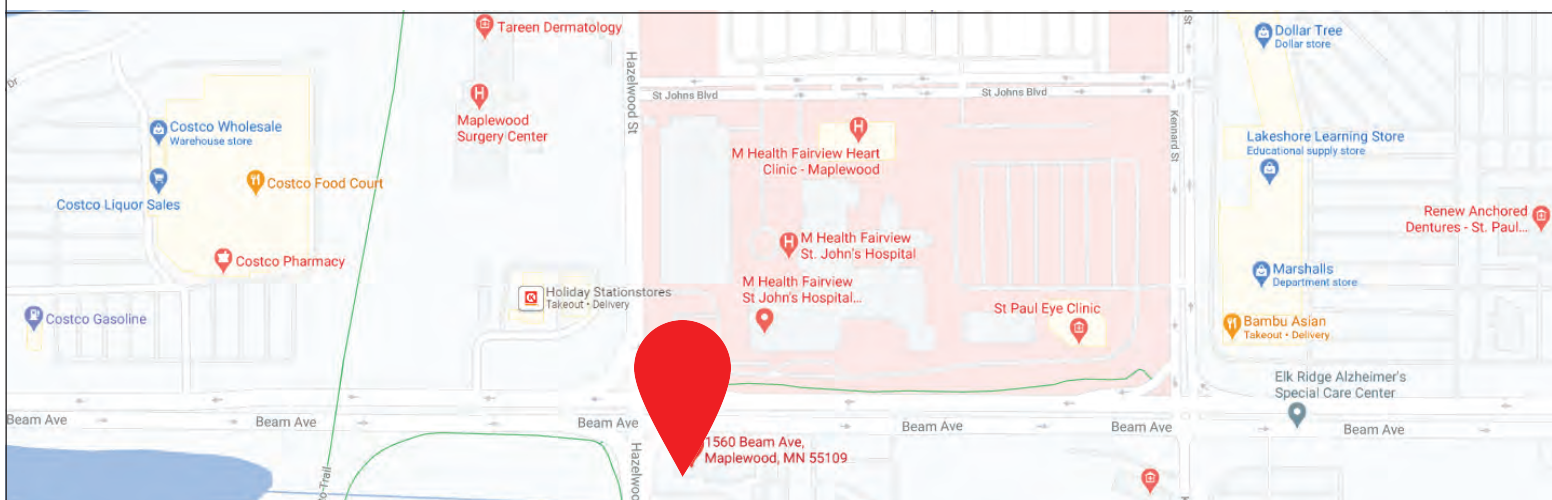 Tareen Dermatology
Dollar Tree
Dollar store
Hazelwood St
St Johns Blvd
St Johns Blvd
Maplewood
Surgery Center
Costco Wholesale
Warehouse store
Kennard St
Lakeshore Learning Store
Educational supply store
M Health Fairview Heart
Clinic - Maplewood
Costco Food Court
Costco Liquor Sales
Renew Anchored
Dentures - St. Paul...
M Health Fairview
St. John's Hospital
Costco Pharmacy
Marshalls
Department store
M Health Fairview
St John's Hospital...
Holiday Stationstores
Takeout • Delivery
St Paul Eye Clinic
Costco Gasoline
Bambu Asian
Takeout • Delivery
Elk Ridge Alzheimer's
Special Care Center
Beam Ave
Beam Ave
Beam Ave
Beam Ave
Beam Ave
Beam Ave
1560 Beam Ave,
Maplewood, MN 55109